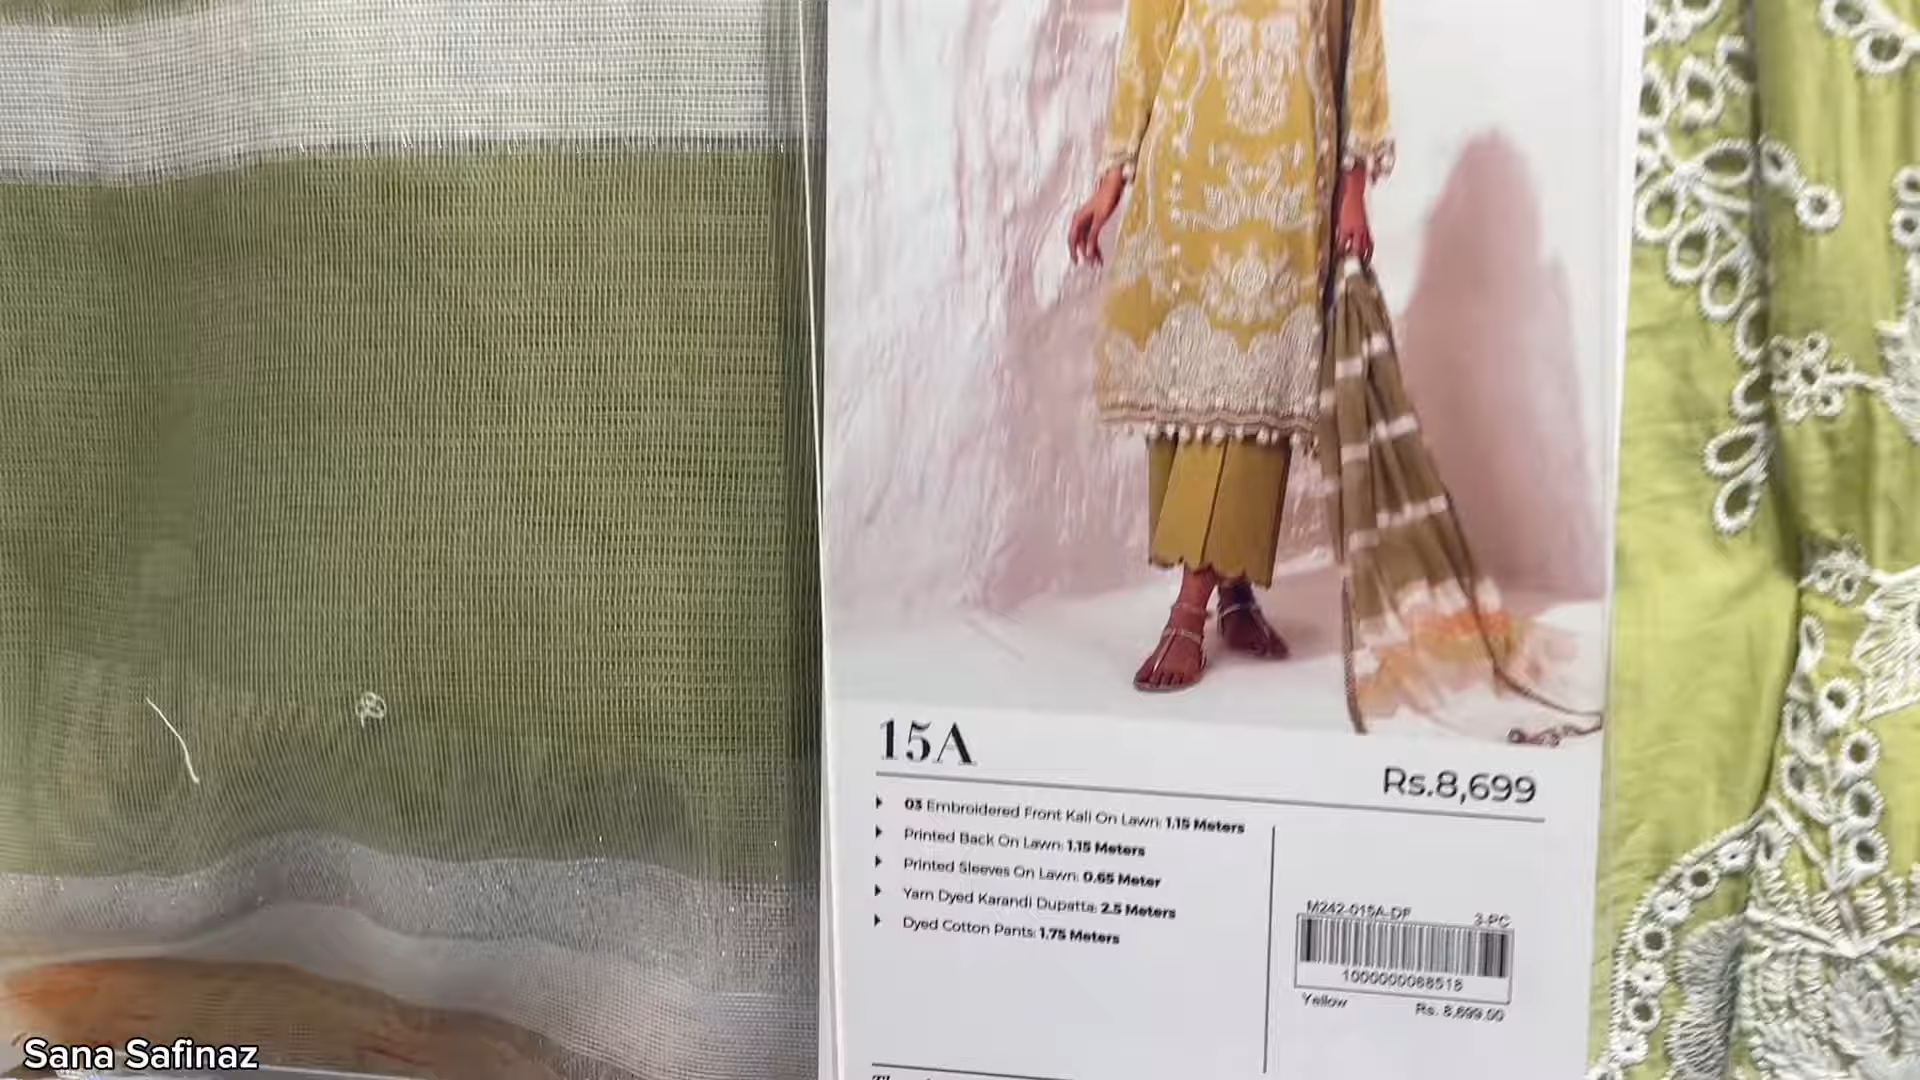 15A
Rs.8,699
03 Embroidered Front Kali On Lawn: 1.15 Meters
Printed Back On Lawn: 1.15 Meters
Printed Sleeves On Lawn: 0.65 Meter
Yarn Dyed Karandi Dupatta: 2.5 Meters
Dyed Cotton Pants: 1.75 Meters
M242-015A-DF 3-PC
1000000068518
Yellow Rs. 8,699.00
Sana Safinaz